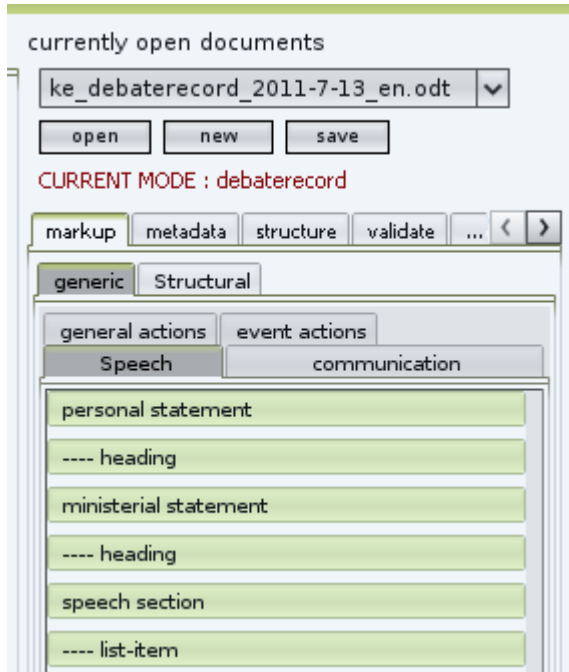 currently open documents
ke_debaterecord_2011-7-13_en.odt
open new save
CURRENT MODE : debaterecord
markup metadata structure validate ...
generic Structural
general actions event actions
Speech communication
personal statement
---- heading
ministerial statement
---- heading
speech section
---- list-item